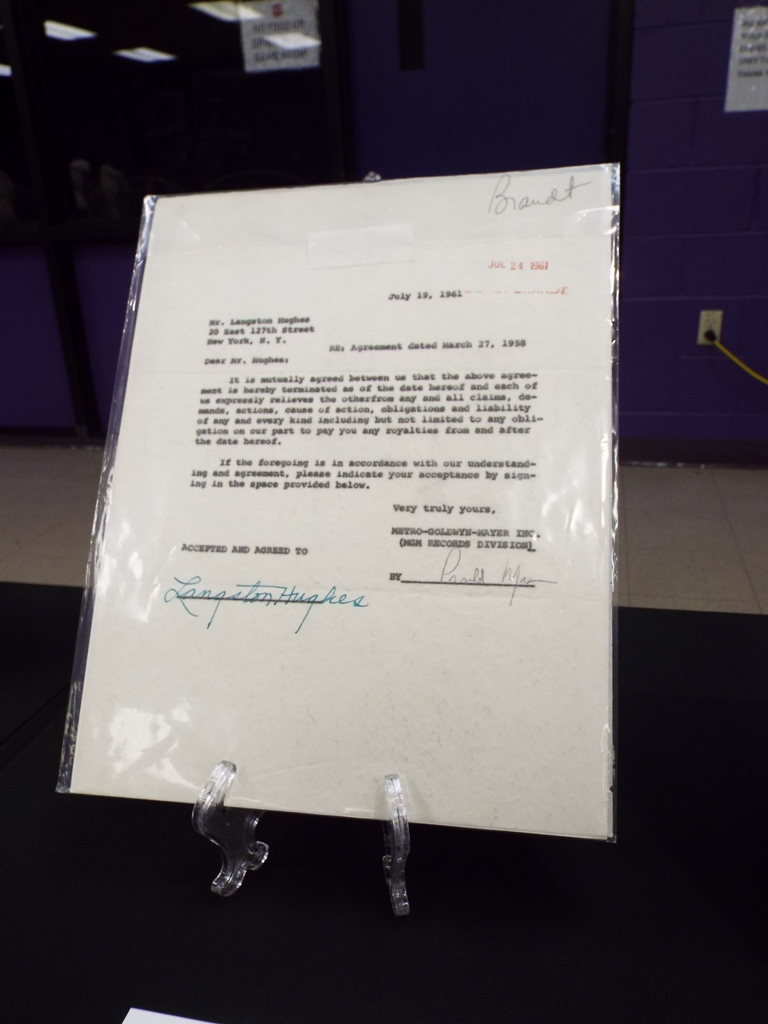 Brandt
JUL 24 1961
July 19, 1961
Mr. Langston Hughes
20 East 127th Street
New York, N. Y.
RE: Agreement dated March 27, 1958
Dear Mr. Hughes:
It is mutually agreed between us that the above agree-
ment is hereby terminated as of the date hereof and each of
us expressly relieves the otherfrom any and all claims, de-
mands, actions, cause of action, obligations and liability
of any and every kind including but not limited to any obli-
gation on our part to pay you any royalties from and after
the date hereof.
If the foregoing is in accordance with our understand-
ing and agreement, please indicate your acceptance by sign-
ing in the space provided below.
Very truly yours,
METRO-GOLDWYN-MAYER INC.
(MGM RECORDS DIVISION)
ACCEPTED AND AGREED TO
BY
Langston Hughes